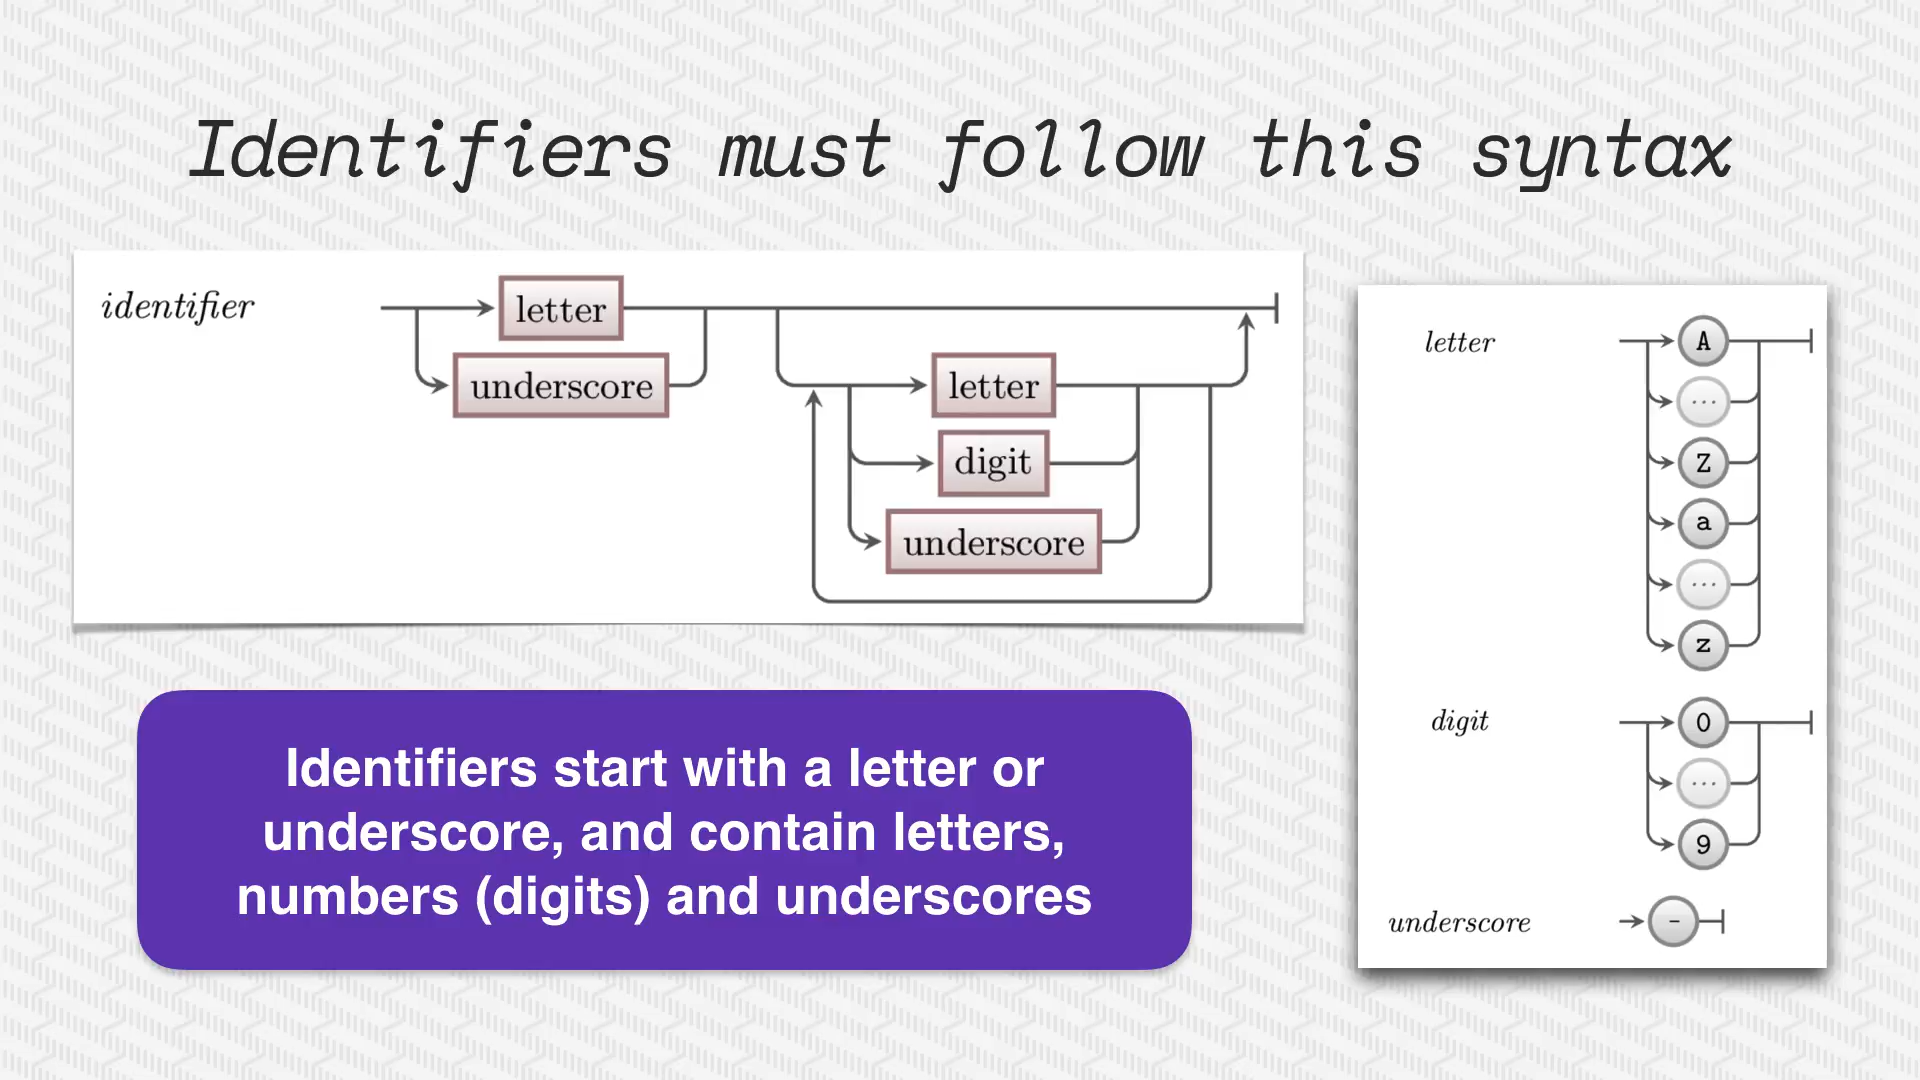 Identifiers must follow this syntax
identifier
letter
underscore
letter
digit
underscore
Identifiers start with a letter or
underscore, and contain letters,
numbers (digits) and underscores
letter
A
...
Z
a
...
z
digit
0
...
9
underscore
-